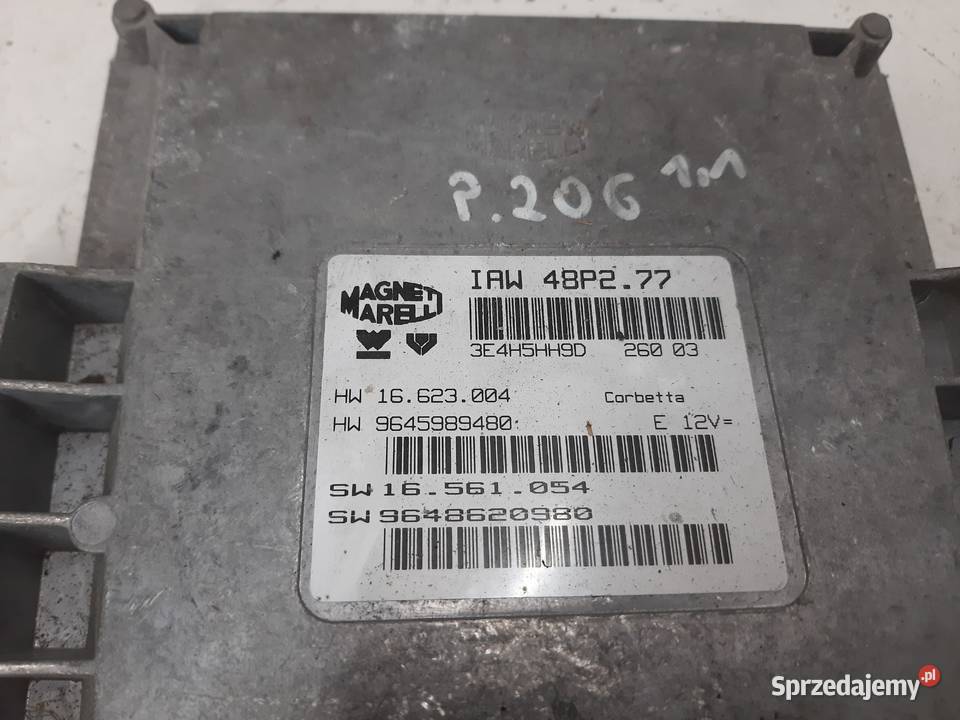 MARELLI
P.206 1.1
IAW 48P2.77
MAGNETI
MARELLI
3E4H5HH9D 260 03
HW 16.623.004 Corbetta
HW 9645989480 E 12V=
SW 16.561.054
SW 9648620980
Sprzedajemy.pl